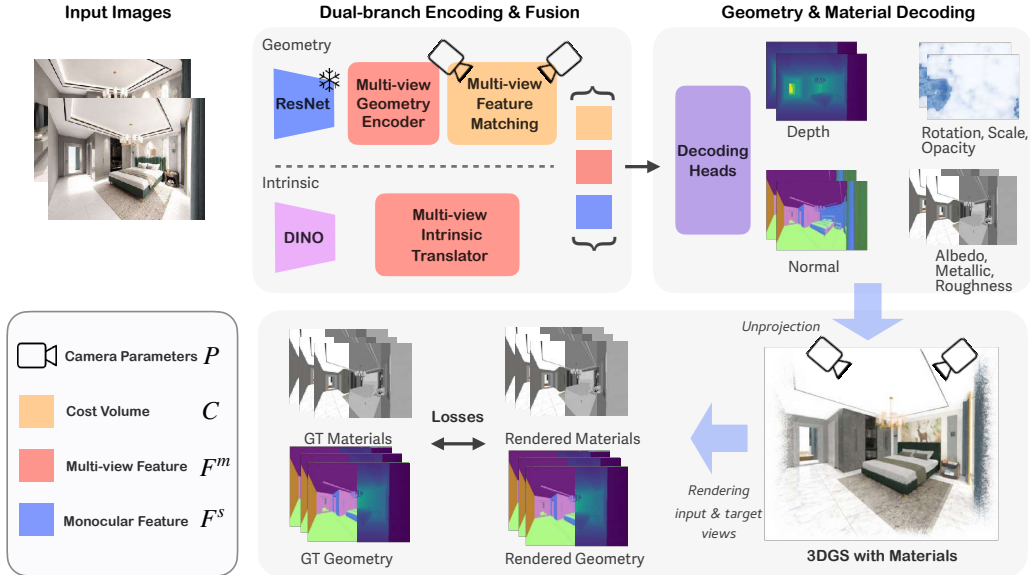 Input Images
Dual-branch Encoding & Fusion
Geometry & Material Decoding
Geometry
ResNet
Multi-view
Geometry
Encoder
Multi-view
Feature
Matching
Intrinsic
DINO
Multi-view
Intrinsic
Translator
Decoding
Heads
Depth
Rotation, Scale,
Opacity
Normal
Albedo,
Metallic,
Roughness
Camera Parameters P
Cost Volume C
Multi-view Feature F^m
Monocular Feature F^s
GT Materials
Losses
Rendered Materials
GT Geometry
Rendered Geometry
Unprojection
Rendering
input & target
views
3DGS with Materials